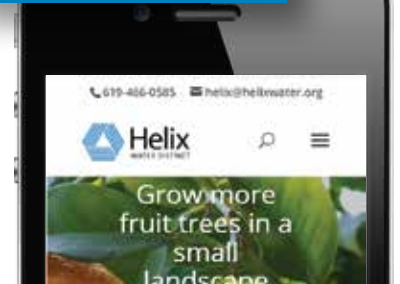 619-466-0585 helix@helixwater.org
Helix
WATER DISTRICT
Grow more
fruit trees in a
small
landscape